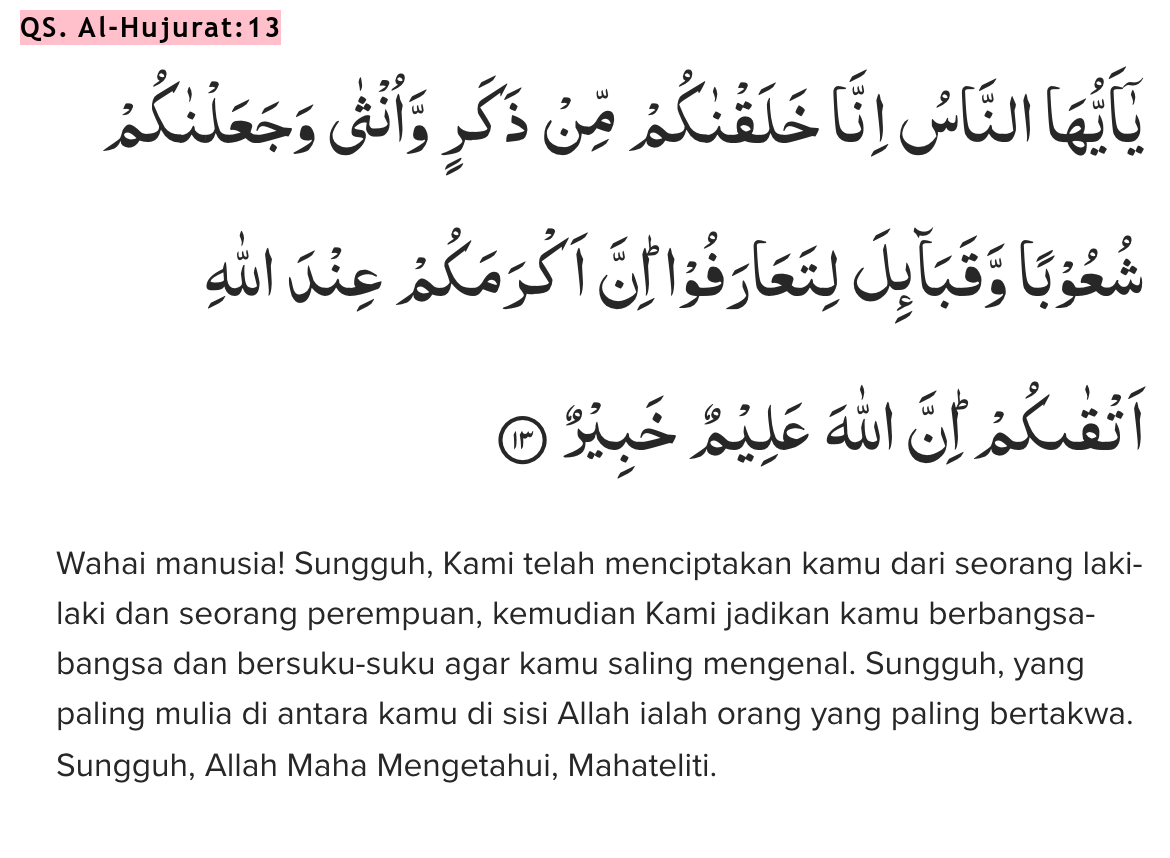 QS. Al-Hujurat:13
يٰٓاَيُّهَا النَّاسُ اِنَّا خَلَقْنٰكُمْ مِّنْ ذَكَرٍ وَّاُنْثٰى وَجَعَلْنٰكُمْ
شُعُوْبًا وَّقَبَاۤىِٕلَ لِتَعَارَفُوْا ۚ اِنَّ اَكْرَمَكُمْ عِنْدَ اللّٰهِ
اَتْقٰىكُمْ ۗاِنَّ اللّٰهَ عَلِيْمٌ خَبِيْرٌ ١٣
Wahai manusia! Sungguh, Kami telah menciptakan kamu dari seorang laki-
laki dan seorang perempuan, kemudian Kami jadikan kamu berbangsa-
bangsa dan bersuku-suku agar kamu saling mengenal. Sungguh, yang
paling mulia di antara kamu di sisi Allah ialah orang yang paling bertakwa.
Sungguh, Allah Maha Mengetahui, Mahateliti.